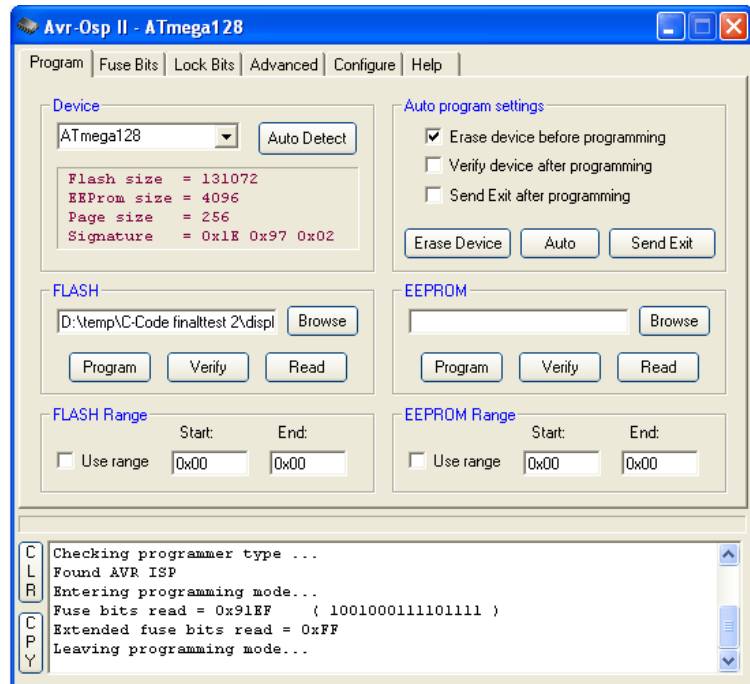 Avr-Osp II - ATmega128
Program Fuse Bits Lock Bits Advanced Configure Help
Device
ATmega128 Auto Detect
Flash size = 131072
EEProm size = 4096
Page size = 256
Signature = 0x1E 0x97 0x02
Auto program settings
Erase device before programming
Verify device after programming
Send Exit after programming
Erase Device Auto Send Exit
FLASH
D:\temp\C-Code finalttest 2\displ Browse
Program Verify Read
EEPROM
Browse
Program Verify Read
FLASH Range
Start: End:
Use range 0x00 0x00
EEPROM Range
Start: End:
Use range 0x00 0x00
CLR
CPY
Checking programmer type ...
Found AVR ISP
Entering programming mode...
Fuse bits read = 0x91EF ( 1001000111101111 )
Extended fuse bits read = 0xFF
Leaving programming mode...